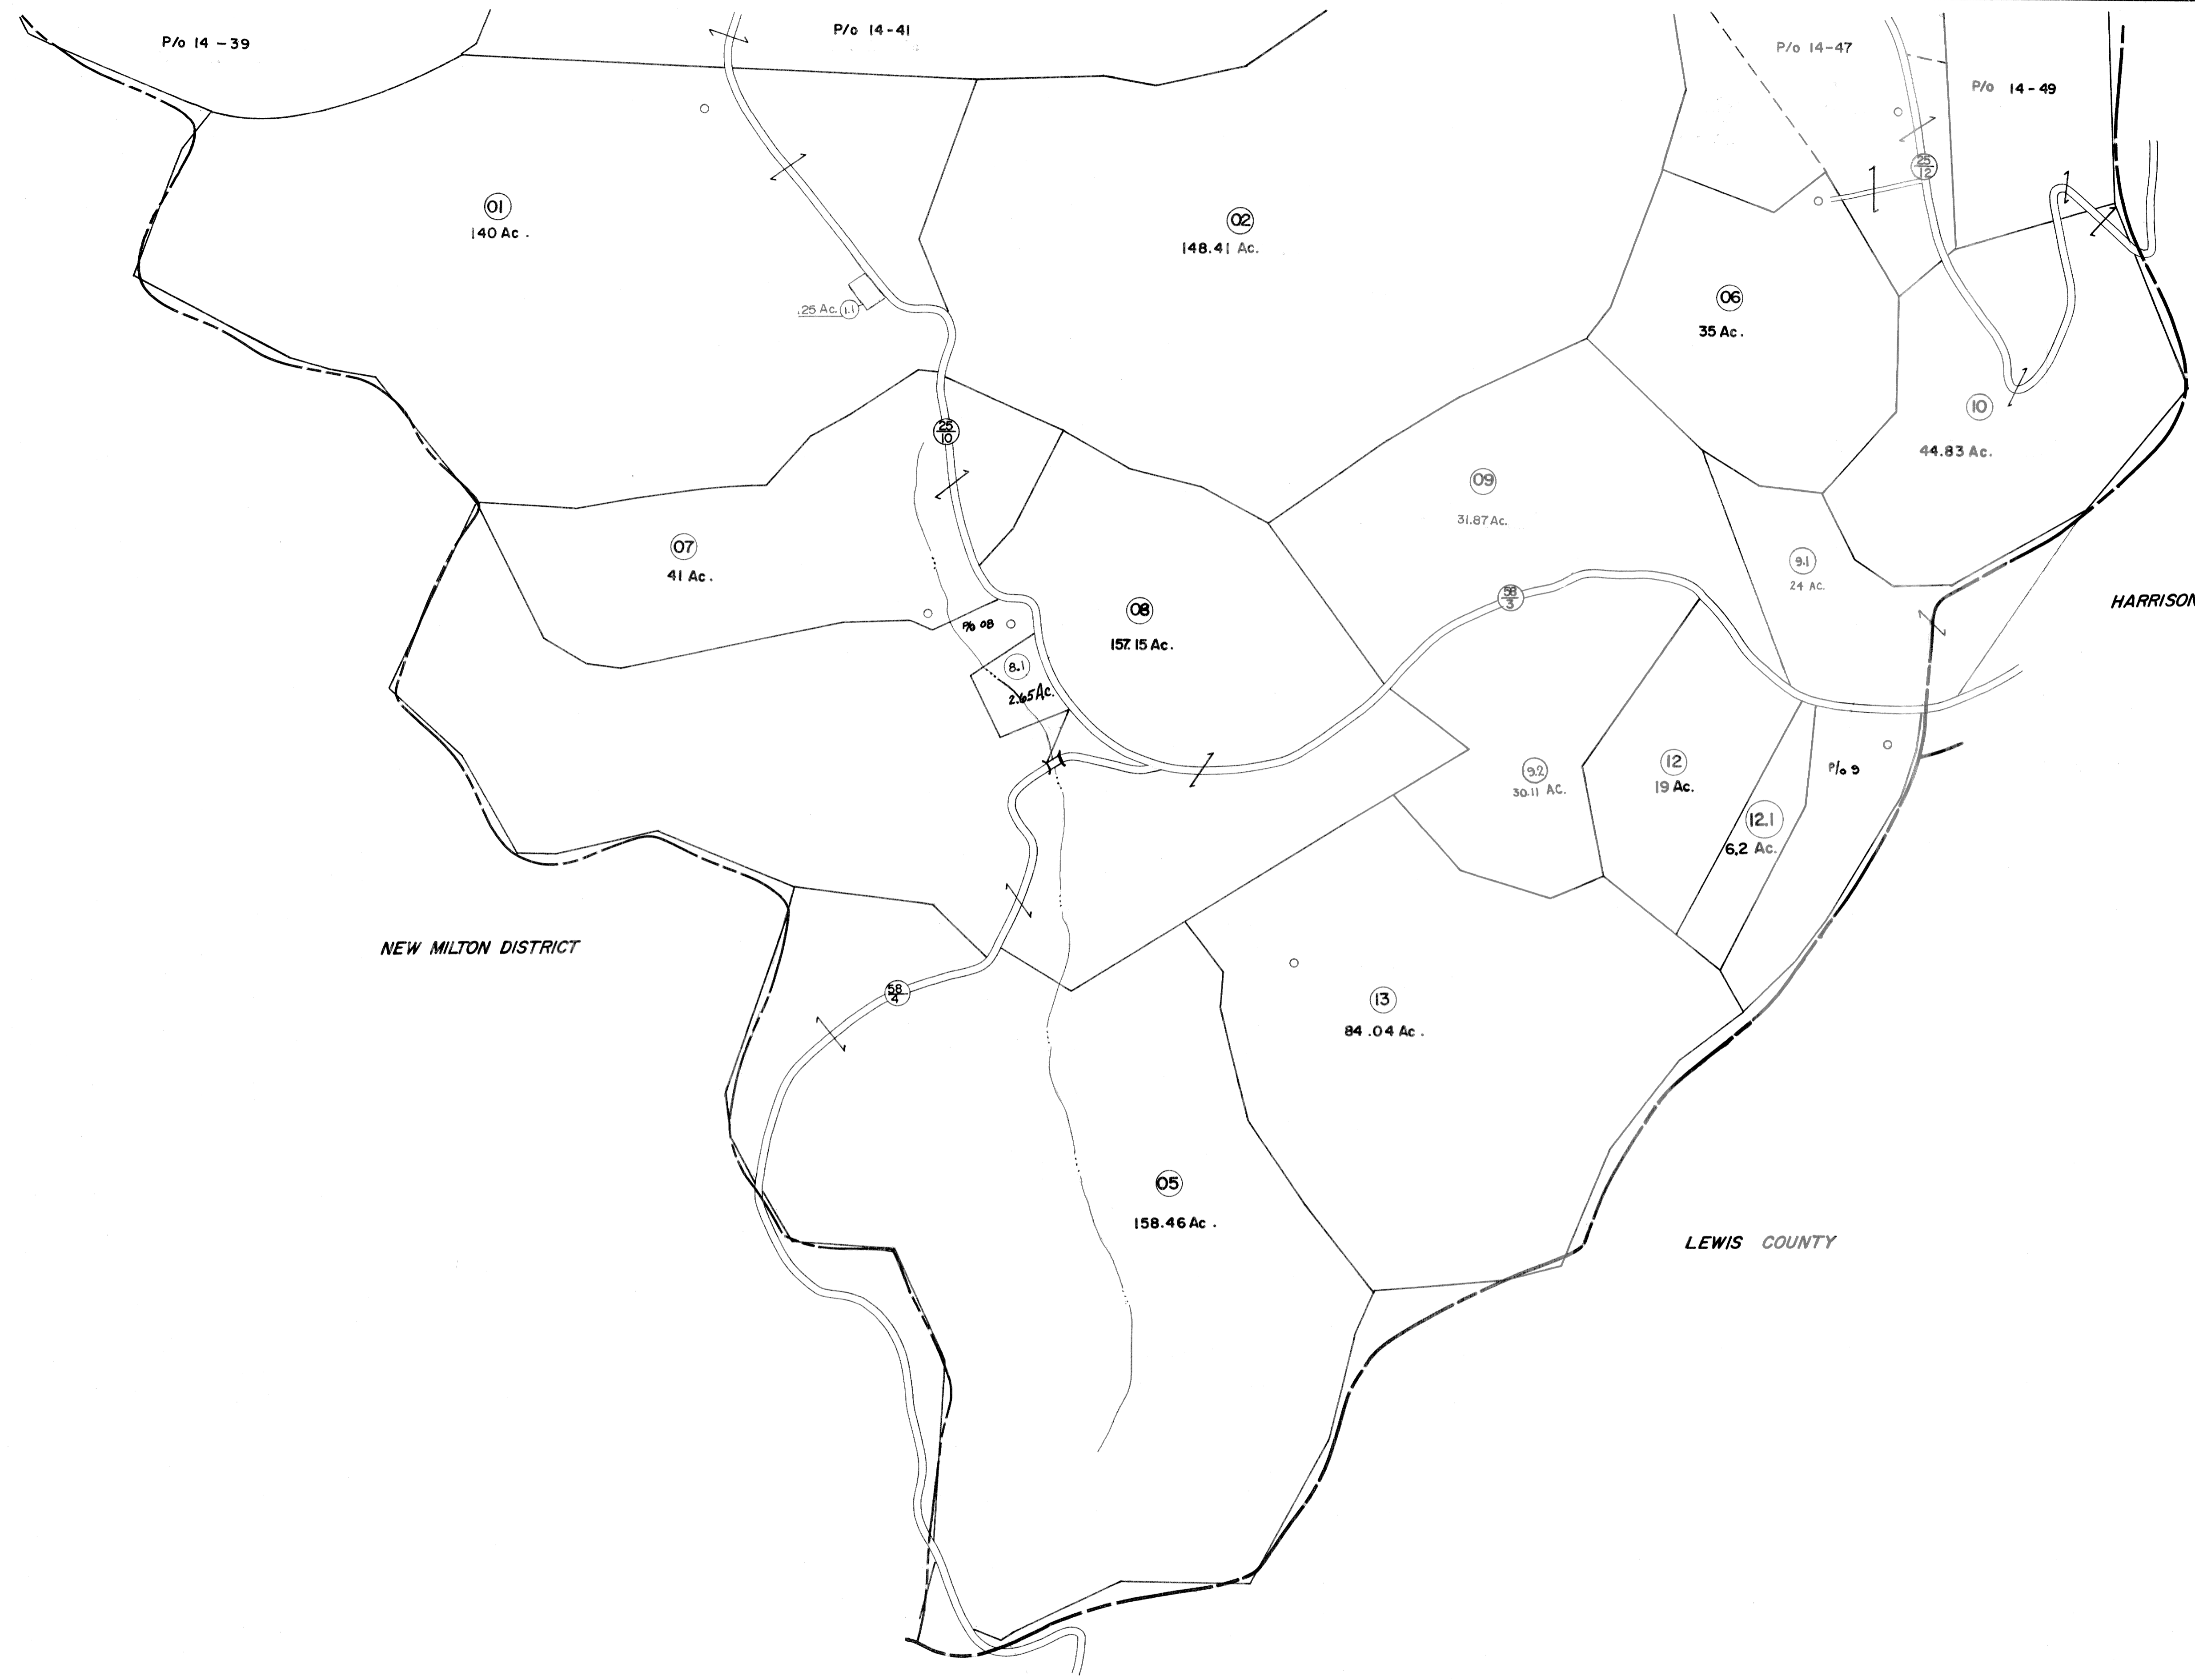 P/o 14-39
P/o 14-41
P/o 14-47
P/o 14-49
25
12
01
140 Ac.
02
148.41 Ac.
.25 Ac. 1.1
06
35 Ac.
10
44.83 Ac.
25
10
09
31.87 Ac.
07
41 Ac.
9.1
24 AC.
58
3
HARRISON
08
157.15 Ac.
P/o 08
8.1
2.65 Ac.
9.2
30.11 AC.
12
19 Ac.
P/o 9
12.1
6.2 Ac.
NEW MILTON DISTRICT
58
4
13
84.04 Ac.
05
158.46 Ac.
LEWIS COUNTY